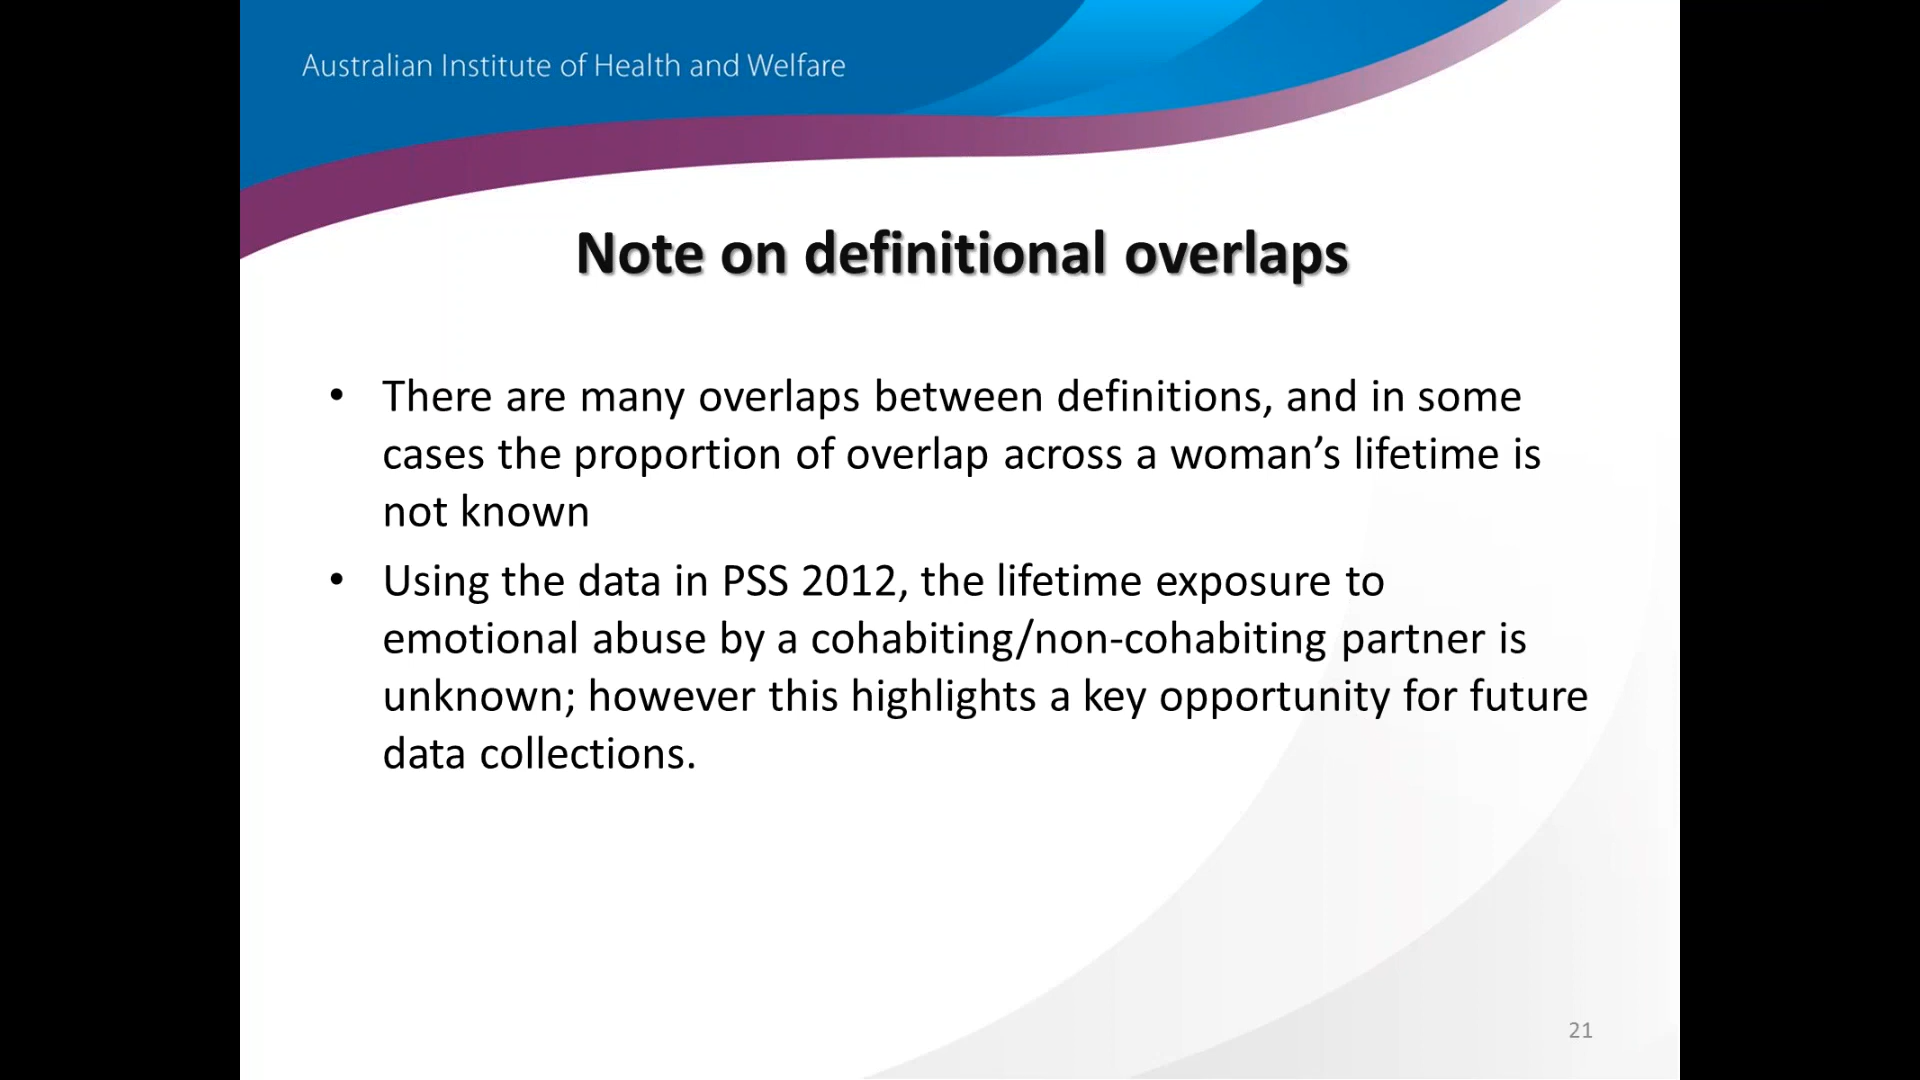 Australian Institute of Health and Welfare
Note on definitional overlaps
• There are many overlaps between definitions, and in some
cases the proportion of overlap across a woman’s lifetime is
not known
• Using the data in PSS 2012, the lifetime exposure to
emotional abuse by a cohabiting/non-cohabiting partner is
unknown; however this highlights a key opportunity for future
data collections.
21